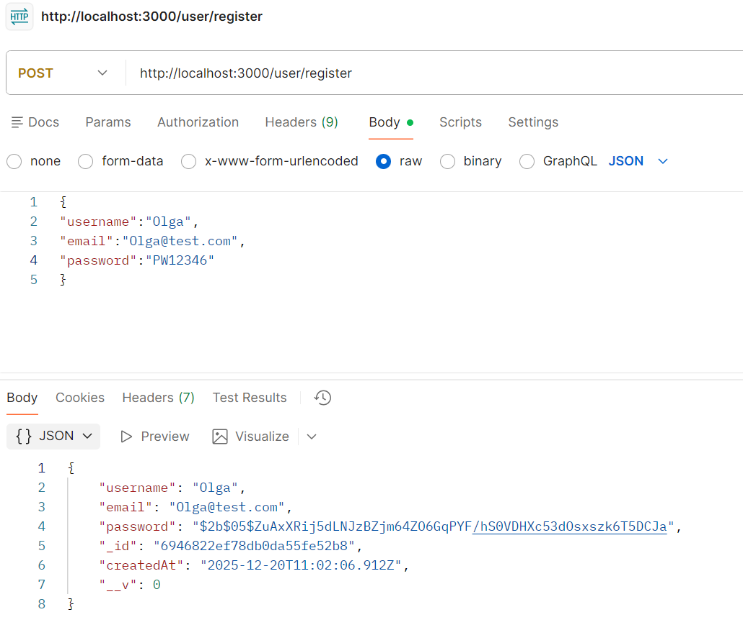 HTTP http://localhost:3000/user/register
POST http://localhost:3000/user/register
Docs Params Authorization Headers (9) Body Scripts Settings
none form-data x-www-form-urlencoded raw binary GraphQL JSON
1 {
2 "username":"Olga",
3 "email":"Olga@test.com",
4 "password":"PW12346"
5 }
Body Cookies Headers (7) Test Results
{} JSON Preview Visualize
1 {
2 "username": "Olga",
3 "email": "Olga@test.com",
4 "password": "$2b$05$ZuAxXRij5dLNJzBZjm64ZO6GqPYF/hS0VDHXc53dOsxszk6T5DCJa",
5 "_id": "6946822ef78db0da55fe52b8",
6 "createdAt": "2025-12-20T11:02:06.912Z",
7 "__v": 0
8 }